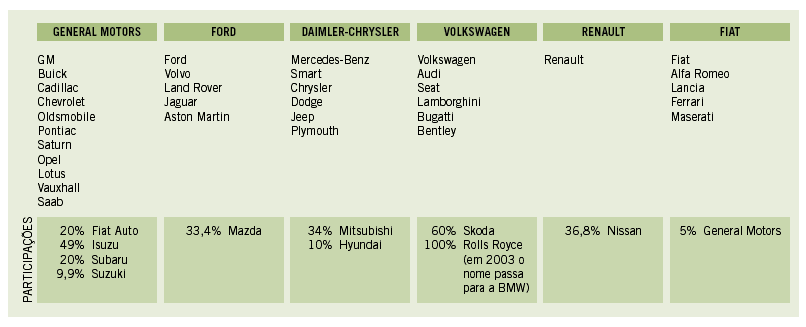 GENERAL MOTORS
GM
Buick
Cadillac
Chevrolet
Oldsmobile
Pontiac
Saturn
Opel
Lotus
Vauxhall
Saab
FORD
Ford
Volvo
Land Rover
Jaguar
Aston Martin
DAIMLER-CHRYSLER
Mercedes-Benz
Smart
Chrysler
Dodge
Jeep
Plymouth
VOLKSWAGEN
Volkswagen
Audi
Seat
Lamborghini
Bugatti
Bentley
RENAULT
Renault
FIAT
Fiat
Alfa Romeo
Lancia
Ferrari
Maserati
PARTICIPAÇÕES
20% Fiat Auto
49% Isuzu
20% Subaru
9,9% Suzuki
33,4% Mazda
34% Mitsubishi
10% Hyundai
60% Skoda
100% Rolls Royce
(em 2003 o
nome passa
para a BMW)
36,8% Nissan
5% General Motors